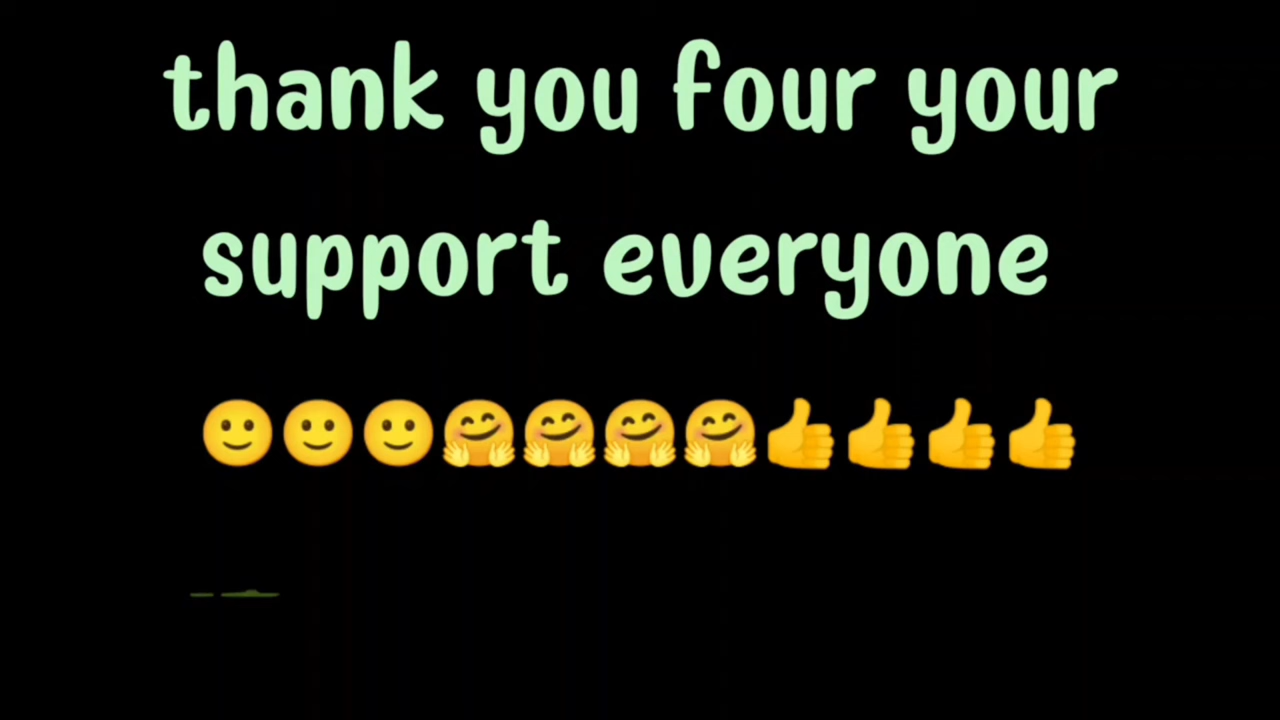 thank you four your
support everyone
🙂🙂🙂🤗🤗🤗🤗👍👍👍👍